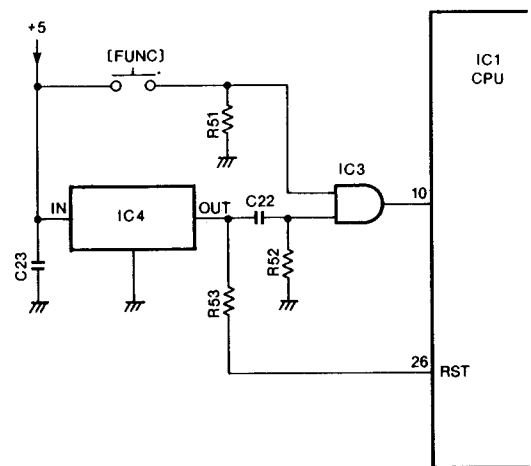 +5
[FUNC]
IC1
CPU
R51
IC3
10
IN
IC4
OUT
C22
C23
R53
R52
26
RST